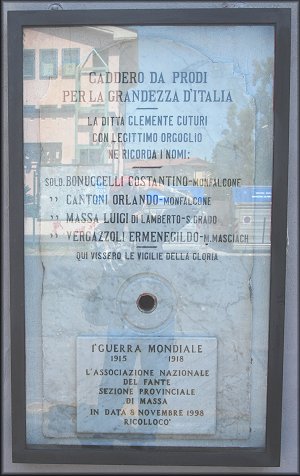 CADDERO DA PRODI
PER LA GRANDEZZA D'ITALIA
LA DITTA CLEMENTE CUTURI
CON LEGITTIMO ORGOGLIO
NE RICORDA I NOMI:
SOLD. BONUCCELLI COSTANTINO-MONFALCONE
,, CANTONI ORLANDO-MONFALCONE
,, MASSA LUIGI DI LAMBERTO-S.GRADO
,, VERGAZZOLI ERMENEGILDO-M.MASCIACH
QUI VISSERO LE VIGILIE DELLA GLORIA
1ª GUERRA MONDIALE
1915 1918
L'ASSOCIAZIONE NAZIONALE
DEL FANTE
SEZIONE PROVINCIALE
DI MASSA
IN DATA 8 NOVEMBRE 1998
RICOLLOCO'